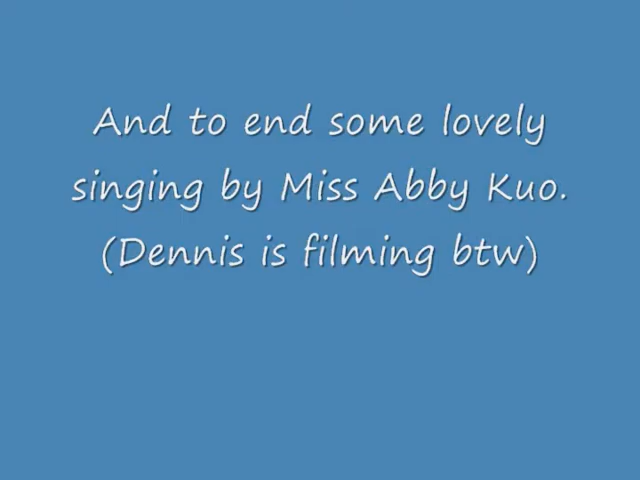 And to end some lovely
singing by Miss Abby Kuo.
(Dennis is filming btw)